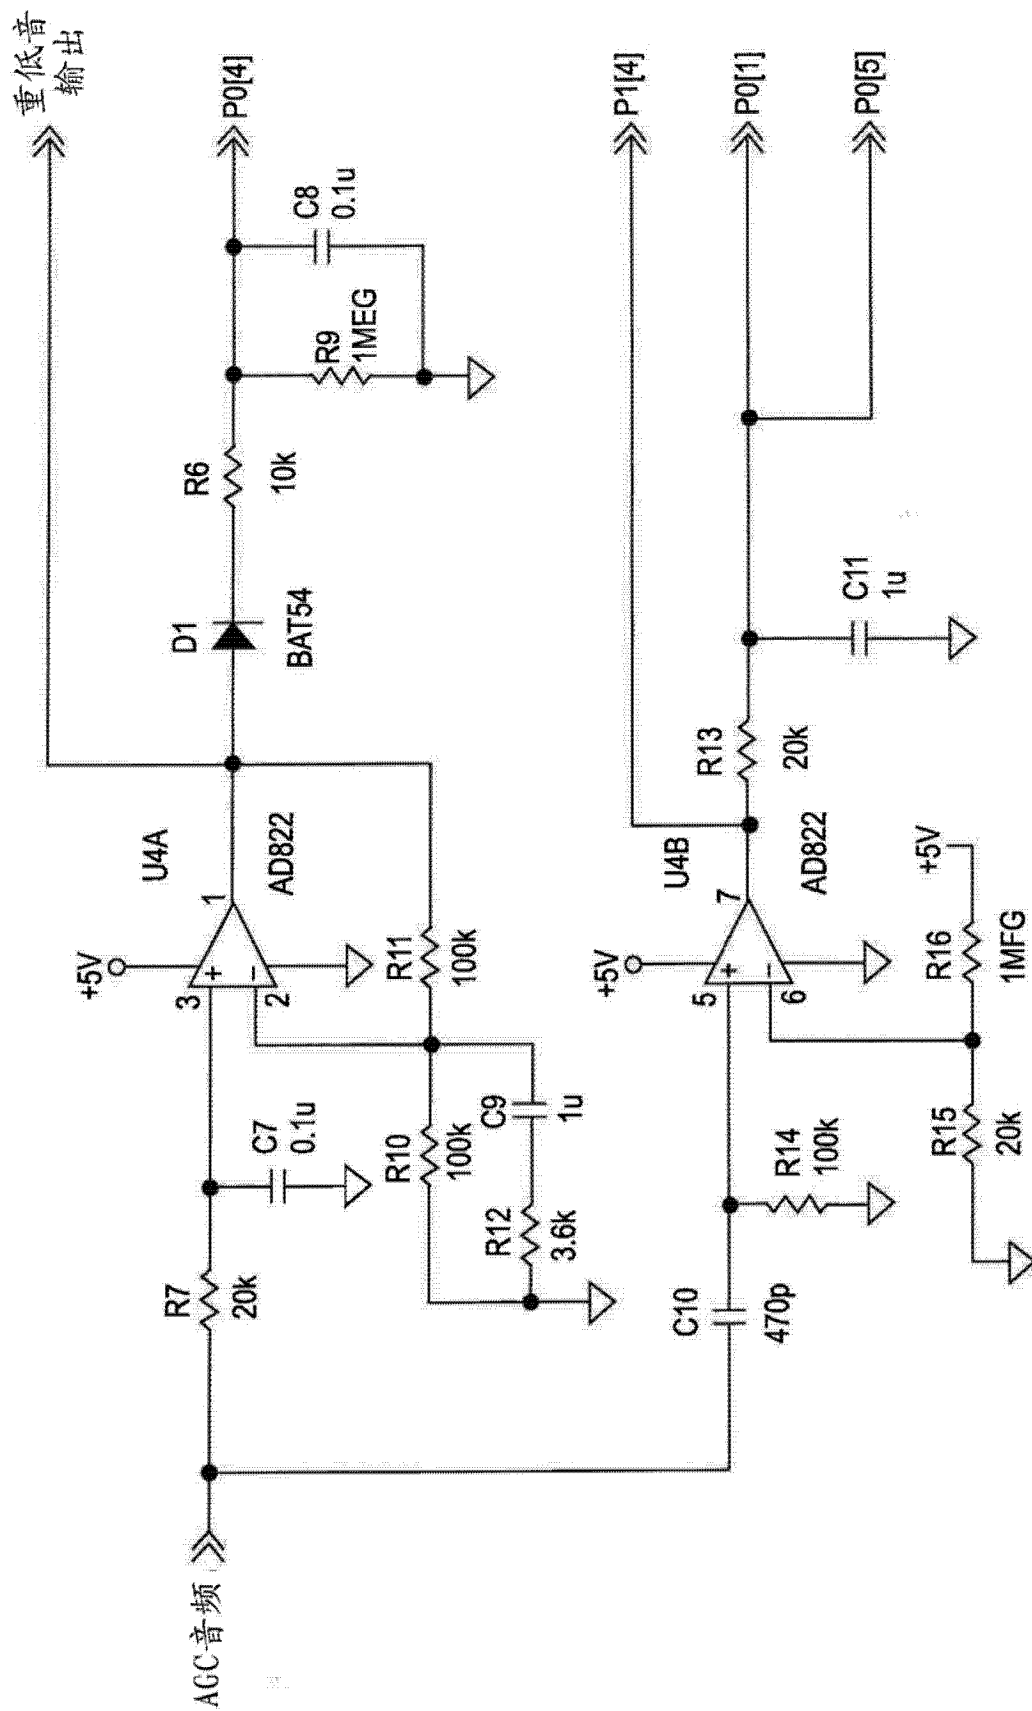 重低音
输出
P0[4]
C8
0.1u
R9
1MEG
R6
10k
D1
BAT54
U4A
AD822
+5V
3
+
1
2
−
R11
100k
C7
0.1u
R10
100k
C9
1u
R12
3.6k
R7
20k
AGC音频
P1[4]
P0[1]
P0[5]
C11
1u
R13
20k
U4B
AD822
+5V
5
+
7
6
−
+5V
R16
1MFG
R14
100k
R15
20k
C10
470p